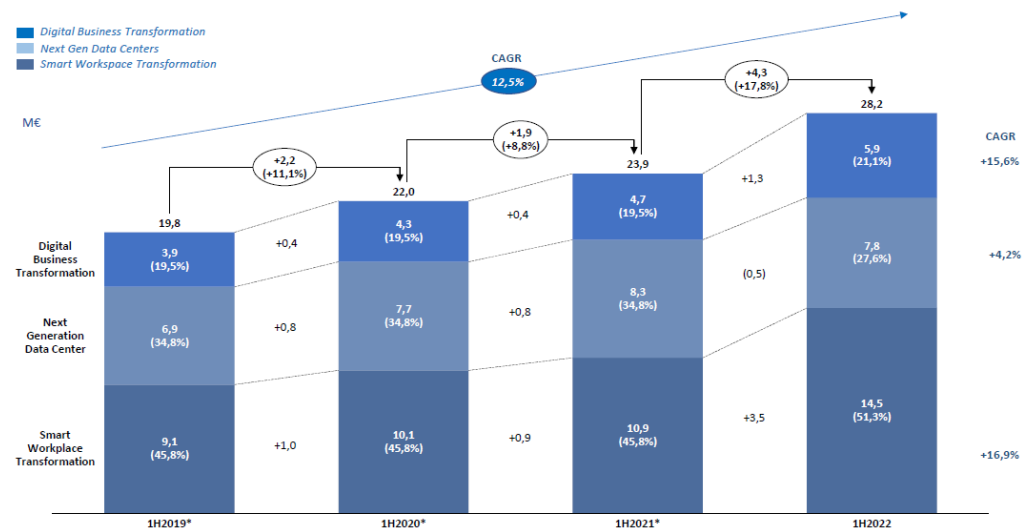 Digital Business Transformation
Next Gen Data Centers
Smart Workspace Transformation
M€
CAGR
12,5%
+2,2
(+11,1%)
+1,9
(+8,8%)
+4,3
(+17,8%)
19,8
22,0
23,9
28,2
CAGR
Digital
Business
Transformation
3,9
(19,5%)
+0,4
4,3
(19,5%)
+0,4
4,7
(19,5%)
+1,3
5,9
(21,1%)
+15,6%
Next
Generation
Data Center
6,9
(34,8%)
+0,8
7,7
(34,8%)
+0,8
8,3
(34,8%)
(0,5)
7,8
(27,6%)
+4,2%
Smart
Workplace
Transformation
9,1
(45,8%)
+1,0
10,1
(45,8%)
+0,9
10,9
(45,8%)
+3,5
14,5
(51,3%)
+16,9%
1H2019*
1H2020*
1H2021*
1H2022